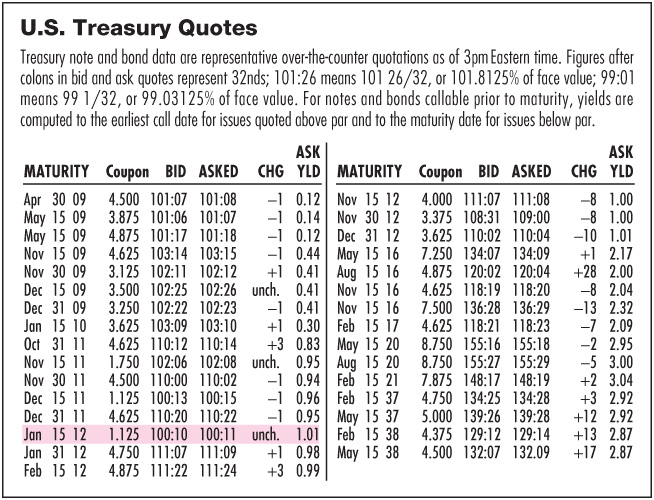 U.S. Treasury Quotes
Treasury note and bond data are representative over-the-counter quotations as of 3pm Eastern time. Figures after
colons in bid and ask quotes represent 32nds; 101:26 means 101 26/32, or 101.8125% of face value; 99:01
means 99 1/32, or 99.03125% of face value. For notes and bonds callable prior to maturity, yields are
computed to the earliest call date for issues quoted above par and to the maturity date for issues below par.
MATURITY Coupon BID ASKED CHG ASK YLD
Apr 30 09 4.500 101:07 101:08 −1 0.12
May 15 09 3.875 101:06 101:07 −1 0.14
May 15 09 4.875 101:17 101:18 −1 0.12
Nov 15 09 4.625 103:14 103:15 −1 0.44
Nov 30 09 3.125 102:11 102:12 +1 0.41
Dec 15 09 3.500 102:25 102:26 unch. 0.41
Dec 31 09 3.250 102:22 102:23 −1 0.41
Jan 15 10 3.625 103:09 103:10 +1 0.30
Oct 31 11 4.625 110:12 110:14 +3 0.83
Nov 15 11 1.750 102:06 102:08 unch. 0.95
Nov 30 11 4.500 110:00 110:02 −1 0.94
Dec 15 11 1.125 100:13 100:15 −1 0.96
Dec 31 11 4.625 110:20 110:22 −1 0.95
Jan 15 12 1.125 100:10 100:11 unch. 1.01
Jan 31 12 4.750 111:07 111:09 +1 0.98
Feb 15 12 4.875 111:22 111:24 +3 0.99
MATURITY Coupon BID ASKED CHG ASK YLD
Nov 15 12 4.000 111:07 111:08 −8 1.00
Nov 30 12 3.375 108:31 109:00 −8 1.00
Dec 31 12 3.625 110:02 110:04 −10 1.01
May 15 16 7.250 134:07 134:09 +1 2.17
Aug 15 16 4.875 120:02 120:04 +28 2.00
Nov 15 16 4.625 118:19 118:20 −8 2.04
Nov 15 16 7.500 136:28 136:29 −13 2.32
Feb 15 17 4.625 118:21 118:23 −7 2.09
May 15 20 8.750 155:16 155:18 −2 2.95
Aug 15 20 8.750 155:27 155:29 −5 3.00
Feb 15 21 7.875 148:17 148:19 +2 3.04
Feb 15 37 4.750 134:25 134:28 +3 2.92
May 15 37 5.000 139:26 139:28 +12 2.92
Feb 15 38 4.375 129:12 129:14 +13 2.87
May 15 38 4.500 132:07 132.09 +17 2.87